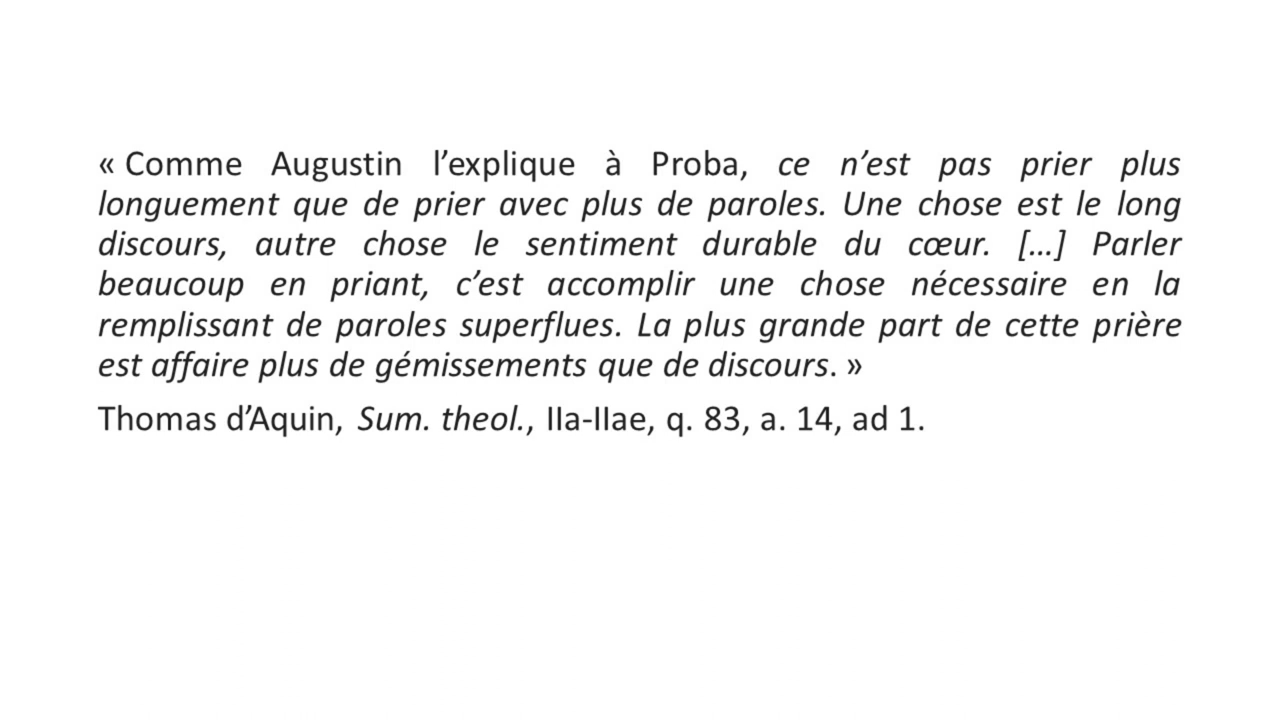 « Comme Augustin l’explique à Proba, ce n’est pas prier plus
longuement que de prier avec plus de paroles. Une chose est le long
discours, autre chose le sentiment durable du cœur. […] Parler
beaucoup en priant, c’est accomplir une chose nécessaire en la
remplissant de paroles superflues. La plus grande part de cette prière
est affaire plus de gémissements que de discours. »
Thomas d’Aquin, Sum. theol., IIa-IIae, q. 83, a. 14, ad 1.